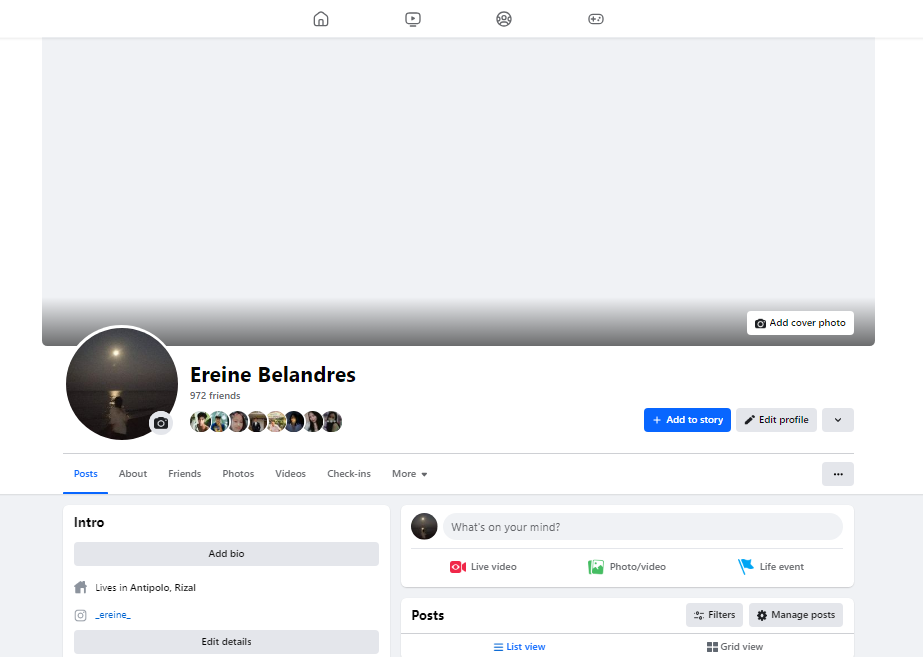 Add cover photo
Ereine Belandres
972 friends
+ Add to story
Edit profile
Posts
About
Friends
Photos
Videos
Check-ins
More
Intro
Add bio
Lives in Antipolo, Rizal
_ereine_
Edit details
What's on your mind?
Live video
Photo/video
Life event
Posts
Filters
Manage posts
List view
Grid view